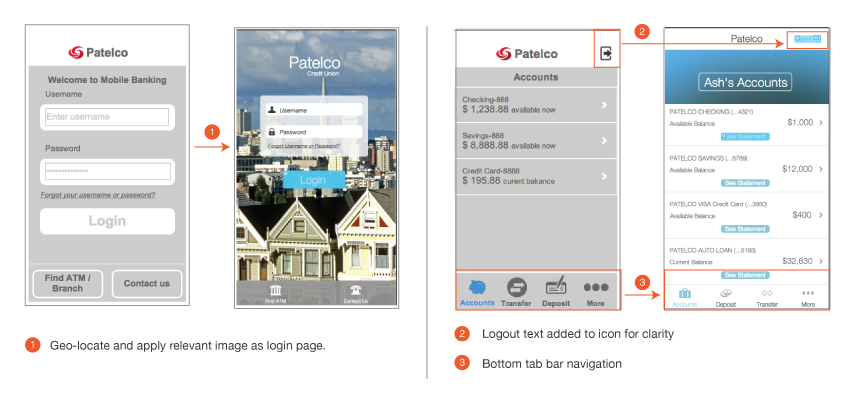 Patelco
Welcome to Mobile Banking
Username
Enter username
Password
Forgot your username or password?
Login
Find ATM /
Branch
Contact us
1
Patelco
Credit Union
Username
Password
Forgot Username or Password?
Login
Find ATM
Contact Us
1 Geo-locate and apply relevant image as login page.
Patelco
Accounts
Checking-888
$ 1,238.88 available now
Savings-888
$ 8,888.88 available now
Credit Card-8888
$ 195.88 curent bakance
Accounts Transfer Deposit More
2
3
Patelco
Ash's Accounts
PATELCO CHECKING (...4321)
Available Balance $1,000
See Statement
PATELCO SAVINGS (...6789)
Available Balance $12,000
See Statement
PATELCO VISA Credit Card (...3950)
Available Balance $400
See Statement
PATELCO AUTO LOAN (...5193)
Current Balance $32,630
See Statement
Accounts Deposit Transfer More
2 Logout text added to icon for clarity
3 Bottom tab bar navigation